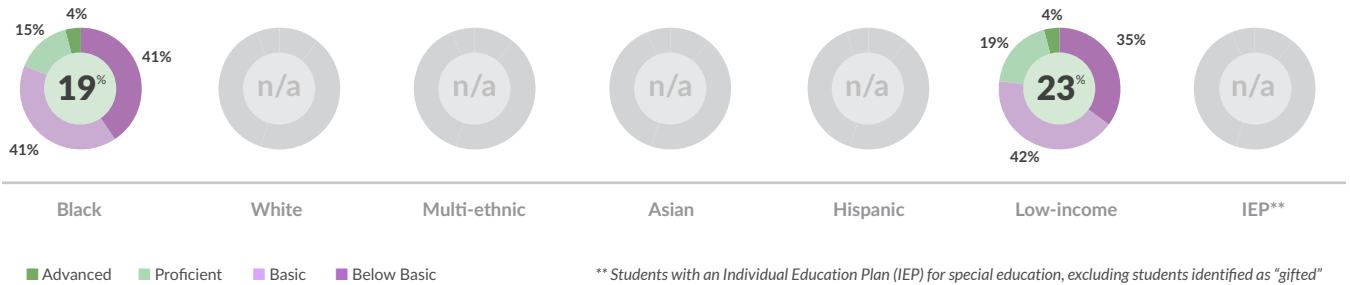 4%
15%
41%
19%
41%
n/a
n/a
n/a
n/a
4%
19%
35%
23%
42%
n/a
Black White Multi-ethnic Asian Hispanic Low-income IEP**
Advanced Proficient Basic Below Basic
** Students with an Individual Education Plan (IEP) for special education, excluding students identified as “gifted”